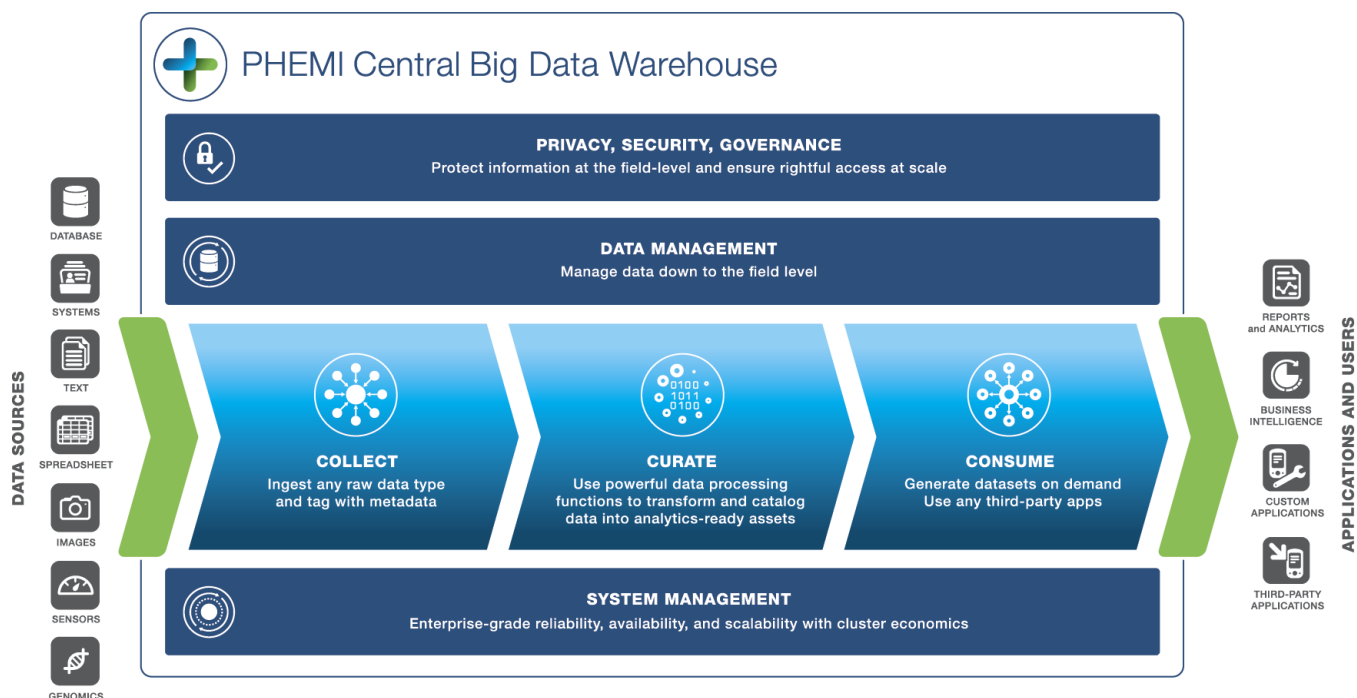 PHEMI Central Big Data Warehouse
PRIVACY, SECURITY, GOVERNANCE
Protect information at the field-level and ensure rightful access at scale
DATA MANAGEMENT
Manage data down to the field level
DATA SOURCES
DATABASE
SYSTEMS
TEXT
SPREADSHEET
IMAGES
SENSORS
GENOMICS
COLLECT
Ingest any raw data type
and tag with metadata
0100
1011
0100
CURATE
Use powerful data processing
functions to transform and catalog
data into analytics-ready assets
CONSUME
Generate datasets on demand
Use any third-party apps
SYSTEM MANAGEMENT
Enterprise-grade reliability, availability, and scalability with cluster economics
REPORTS
and ANALYTICS
BUSINESS
INTELLIGENCE
CUSTOM
APPLICATIONS
THIRD-PARTY
APPLICATIONS
APPLICATIONS AND USERS